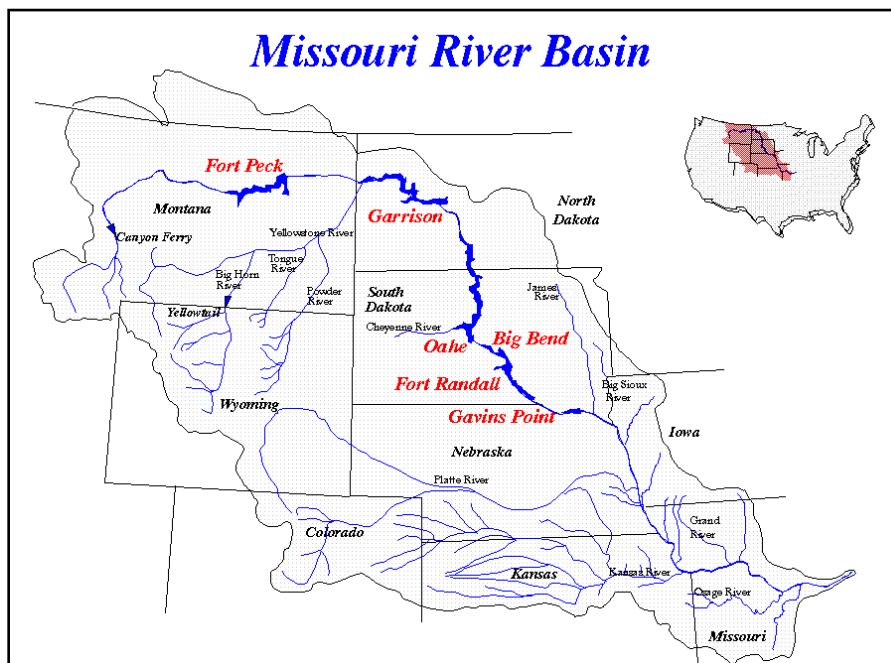 Missouri River Basin
Fort Peck
Montana
Garrison
North
Dakota
Canyon Ferry
Yellowstone River
Tongue
River
Big Horn
River
Powder
River
James
River
South
Dakota
Yellowtail
Cheyenne River
Oahe
Big Bend
Fort Randall
Big Sioux
River
Wyoming
Gavins Point
Iowa
Nebraska
Platte River
Grand
River
Colorado
Kansas
Kansas River
Osage River
Missouri